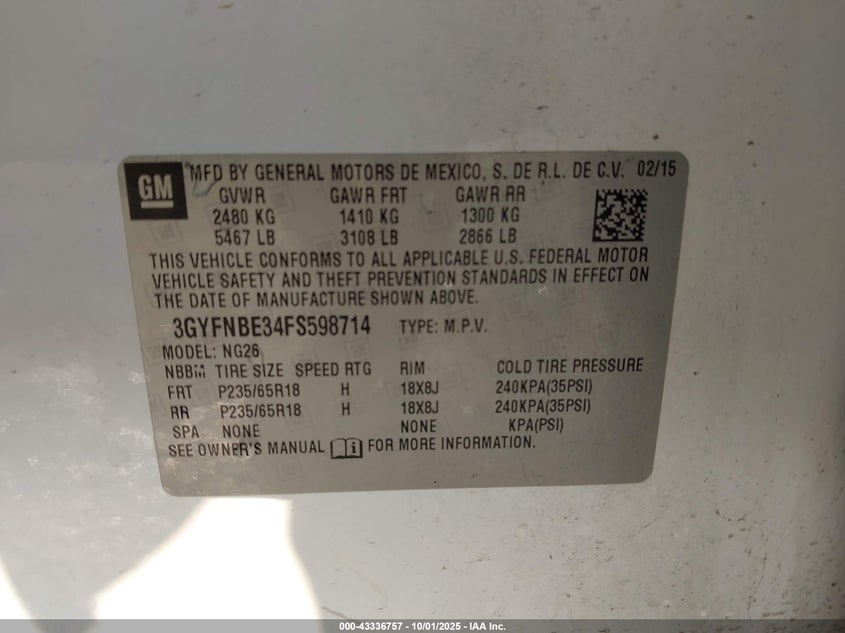 GM
MFD BY GENERAL MOTORS DE MEXICO, S. DE R.L. DE C.V. 02/15
GVWR GAWR FRT GAWR RR
2480 KG 1410 KG 1300 KG
5467 LB 3108 LB 2866 LB
THIS VEHICLE CONFORMS TO ALL APPLICABLE U.S. FEDERAL MOTOR
VEHICLE SAFETY AND THEFT PREVENTION STANDARDS IN EFFECT ON
THE DATE OF MANUFACTURE SHOWN ABOVE.
3GYFNBE34FS598714 TYPE: M.P.V.
MODEL: NG26
NBBM TIRE SIZE SPEED RTG RIM COLD TIRE PRESSURE
FRT P235/65R18 H 18X8J 240KPA(35PSI)
RR P235/65R18 H 18X8J 240KPA(35PSI)
SPA NONE NONE KPA(PSI)
SEE OWNER'S MANUAL FOR MORE INFORMATION.
000-43336757 - 10/01/2025 - IAA Inc.